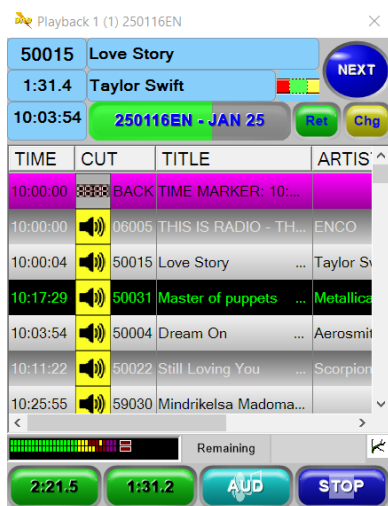 Playback 1 (1) 250116EN
50015 Love Story
1:31.4 Taylor Swift
NEXT
10:03:54 250116EN - JAN 25 Ret Chg
TIME CUT TITLE ARTIS
10:00:00 BACK TIME MARKER: 10:...
10:00:00 06005 THIS IS RADIO - TH... ENCO
10:00:04 50015 Love Story ... Taylor Sw
10:17:29 50031 Master of puppets ... Metallica
10:03:54 50004 Dream On ... Aerosmit
10:11:22 50022 Still Loving You ... Scorpion
10:25:55 59030 Mindrikelsa Madoma...
Remaining
2:21.5 1:31.2 AUD STOP